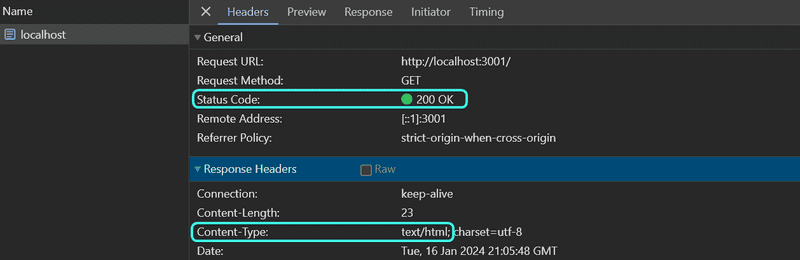 Name
Headers Preview Response Initiator Timing
localhost
General
Request URL: http://localhost:3001/
Request Method: GET
Status Code: 200 OK
Remote Address: [::1]:3001
Referrer Policy: strict-origin-when-cross-origin
Response Headers Raw
Connection: keep-alive
Content-Length: 23
Content-Type: text/html; charset=utf-8
Date: Tue, 16 Jan 2024 21:05:48 GMT